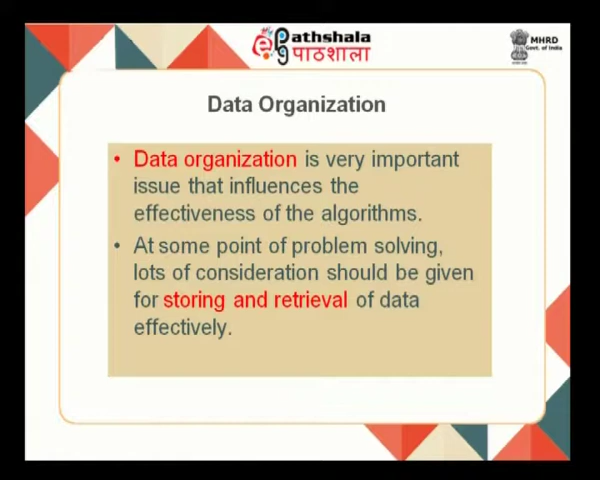 Pathshala
पाठशाला
MHRD
Govt. of India
Data Organization
• Data organization is very important
issue that influences the
effectiveness of the algorithms.
• At some point of problem solving,
lots of consideration should be given
for storing and retrieval of data
effectively.